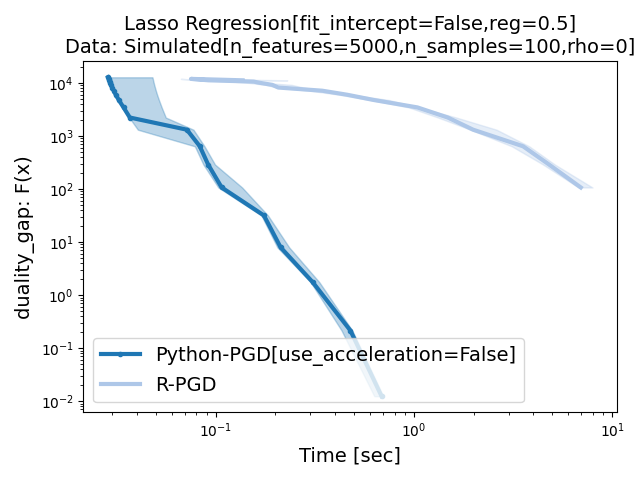 Lasso Regression[fit_intercept=False,reg=0.5]
Data: Simulated[n_features=5000,n_samples=100,rho=0]
duality_gap: F(x)
10⁴
10³
10²
10¹
10⁰
10⁻¹
10⁻²
Python-PGD[use_acceleration=False]
R-PGD
10⁻¹
10⁰
10¹
Time [sec]